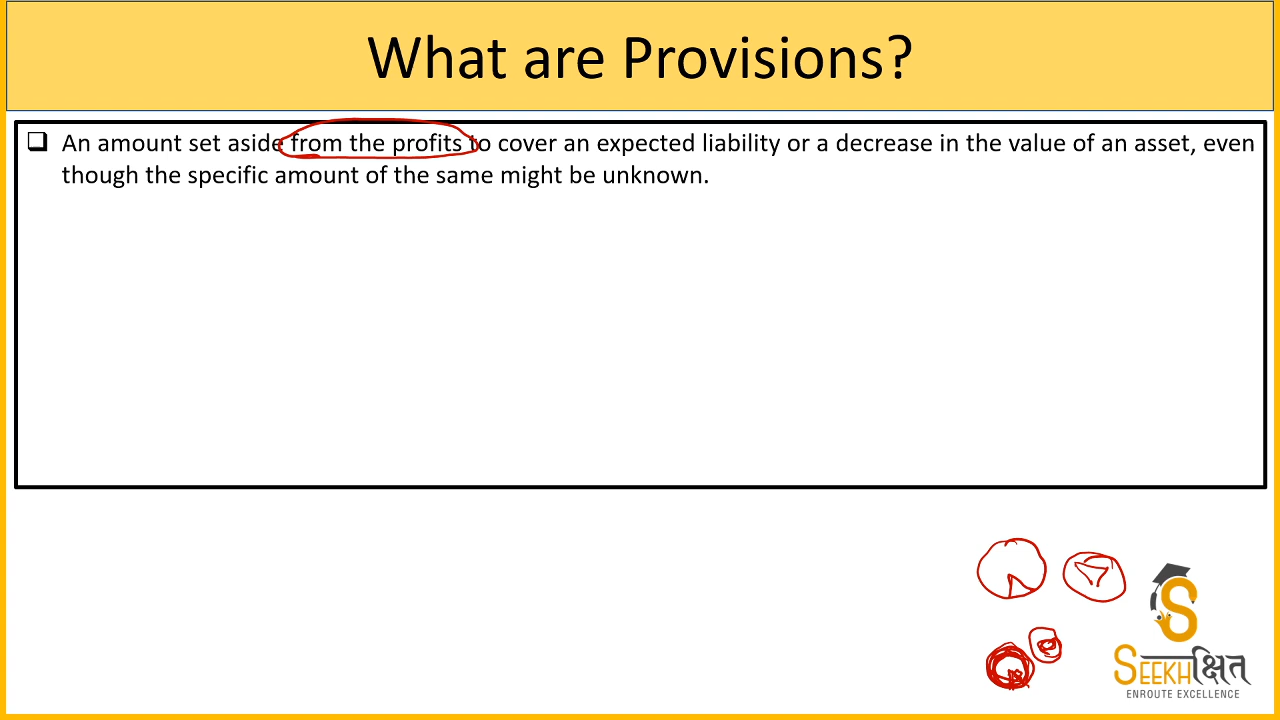 What are Provisions?
An amount set aside from the profits to cover an expected liability or a decrease in the value of an asset, even
though the specific amount of the same might be unknown.
S
SEEKHक्षित
ENROUTE EXCELLENCE